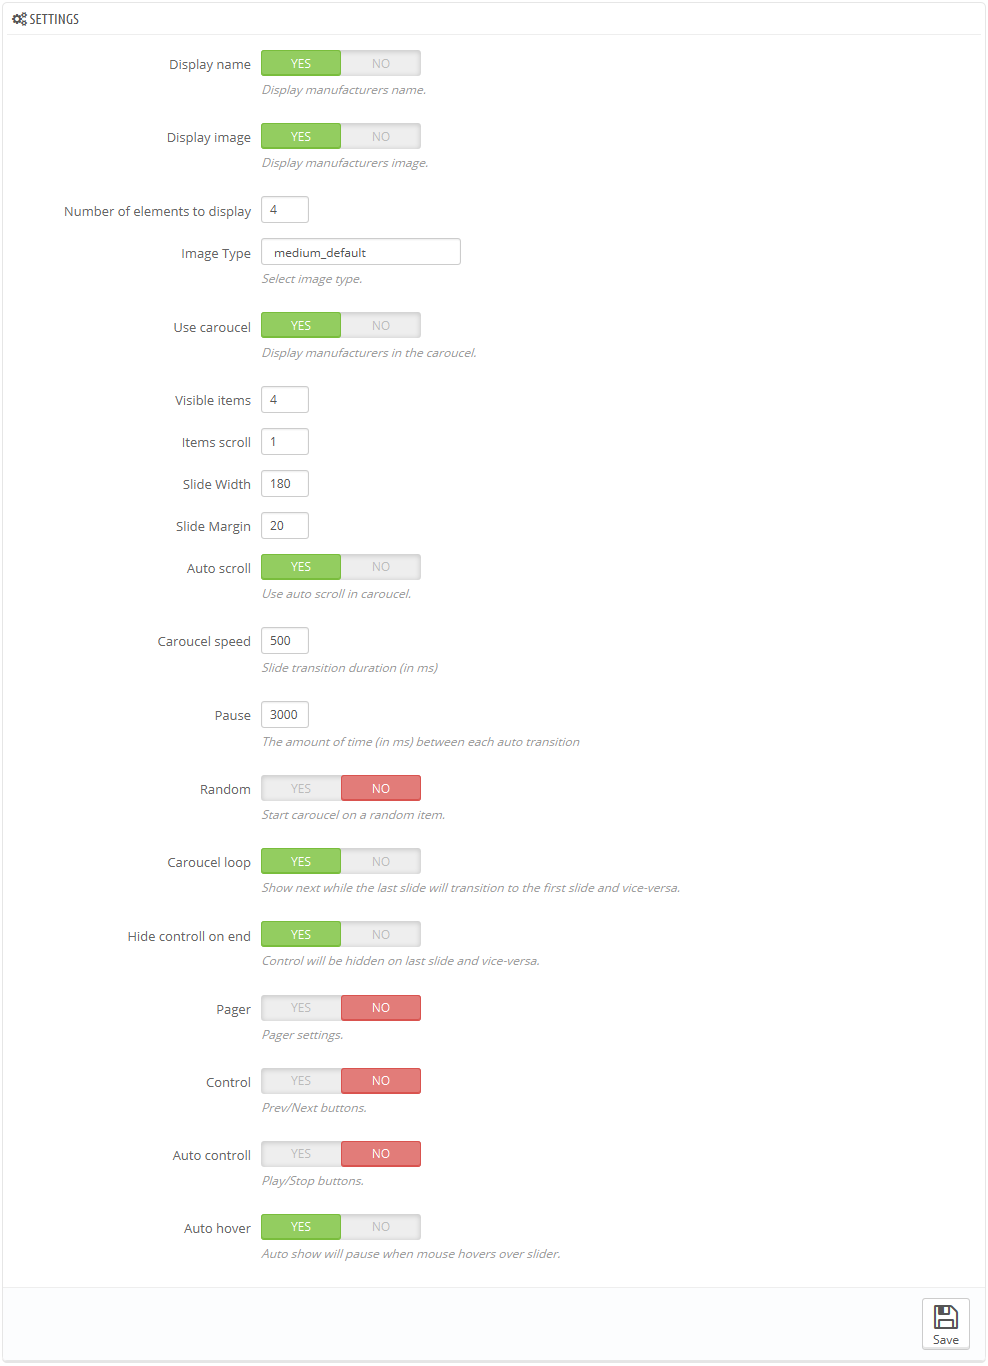 SETTINGS
Display name YES NO
Display manufacturers name.
Display image YES NO
Display manufacturers image.
Number of elements to display 4
Image Type medium_default
Select image type.
Use caroucel YES NO
Display manufacturers in the caroucel.
Visible items 4
Items scroll 1
Slide Width 180
Slide Margin 20
Auto scroll YES NO
Use auto scroll in caroucel.
Caroucel speed 500
Slide transition duration (in ms)
Pause 3000
The amount of time (in ms) between each auto transition
Random YES NO
Start caroucel on a random item.
Caroucel loop YES NO
Show next while the last slide will transition to the first slide and vice-versa.
Hide controll on end YES NO
Control will be hidden on last slide and vice-versa.
Pager YES NO
Pager settings.
Control YES NO
Prev/Next buttons.
Auto controll YES NO
Play/Stop buttons.
Auto hover YES NO
Auto show will pause when mouse hovers over slider.
Save